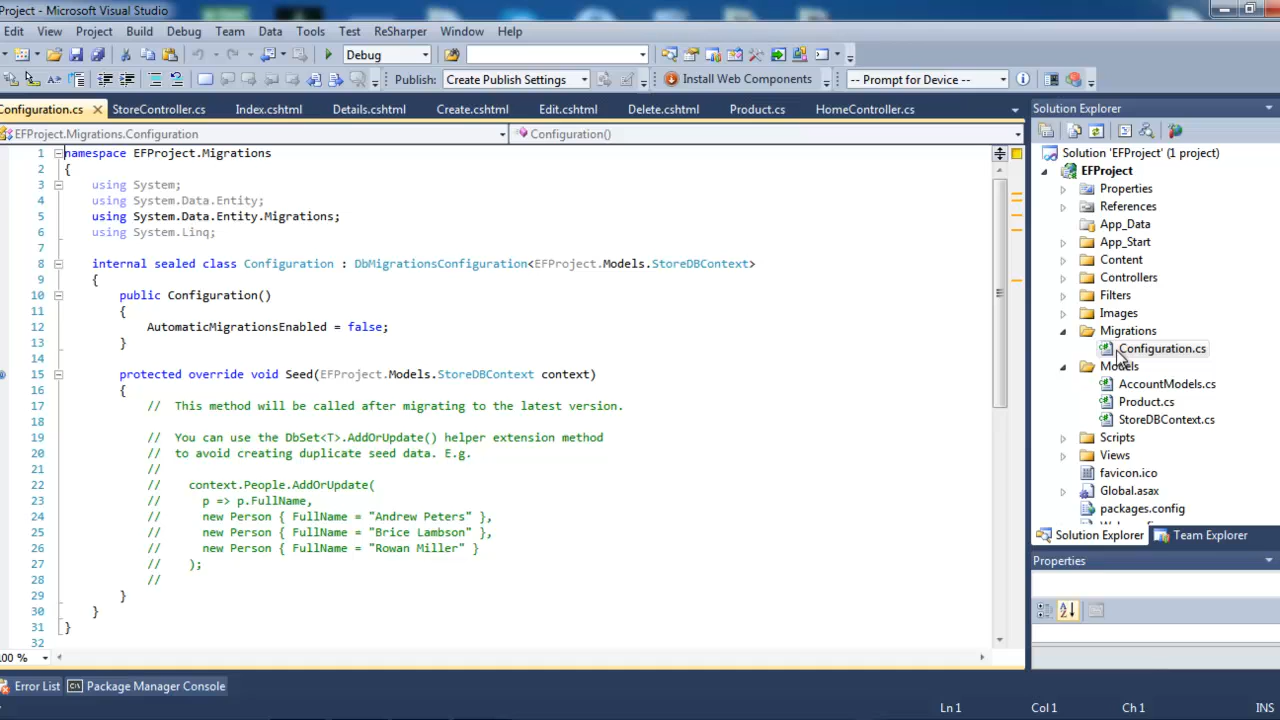 Project - Microsoft Visual Studio
Edit View Project Build Debug Team Data Tools Test ReSharper Window Help
Debug
Publish: Create Publish Settings Install Web Components -- Prompt for Device --
Configuration.cs StoreController.cs Index.cshtml Details.cshtml Create.cshtml Edit.cshtml Delete.cshtml Product.cs HomeController.cs
EFProject.Migrations.Configuration Configuration()
1 namespace EFProject.Migrations
2 {
3 using System;
4 using System.Data.Entity;
5 using System.Data.Entity.Migrations;
6 using System.Linq;
7
8 internal sealed class Configuration : DbMigrationsConfiguration<EFProject.Models.StoreDBContext>
9 {
10 public Configuration()
11 {
12 AutomaticMigrationsEnabled = false;
13 }
14
15 protected override void Seed(EFProject.Models.StoreDBContext context)
16 {
17 // This method will be called after migrating to the latest version.
18
19 // You can use the DbSet<T>.AddOrUpdate() helper extension method
20 // to avoid creating duplicate seed data. E.g.
21 //
22 // context.People.AddOrUpdate(
23 // p => p.FullName,
24 // new Person { FullName = "Andrew Peters" },
25 // new Person { FullName = "Brice Lambson" },
26 // new Person { FullName = "Rowan Miller" }
27 // );
28 //
29 }
30 }
31 }
32
100 %
Error List Package Manager Console
Solution Explorer
Solution 'EFProject' (1 project)
EFProject
Properties
References
App_Data
App_Start
Content
Controllers
Filters
Images
Migrations
Configuration.cs
Models
AccountModels.cs
Product.cs
StoreDBContext.cs
Scripts
Views
favicon.ico
Global.asax
packages.config
Solution Explorer Team Explorer
Properties
Ln 1 Col 1 Ch 1 INS